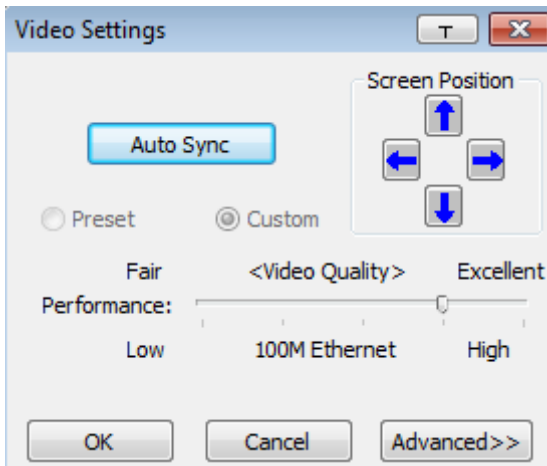 Video Settings
Screen Position
Auto Sync
Preset Custom
Fair <Video Quality> Excellent
Performance:
Low 100M Ethernet High
OK Cancel Advanced>>